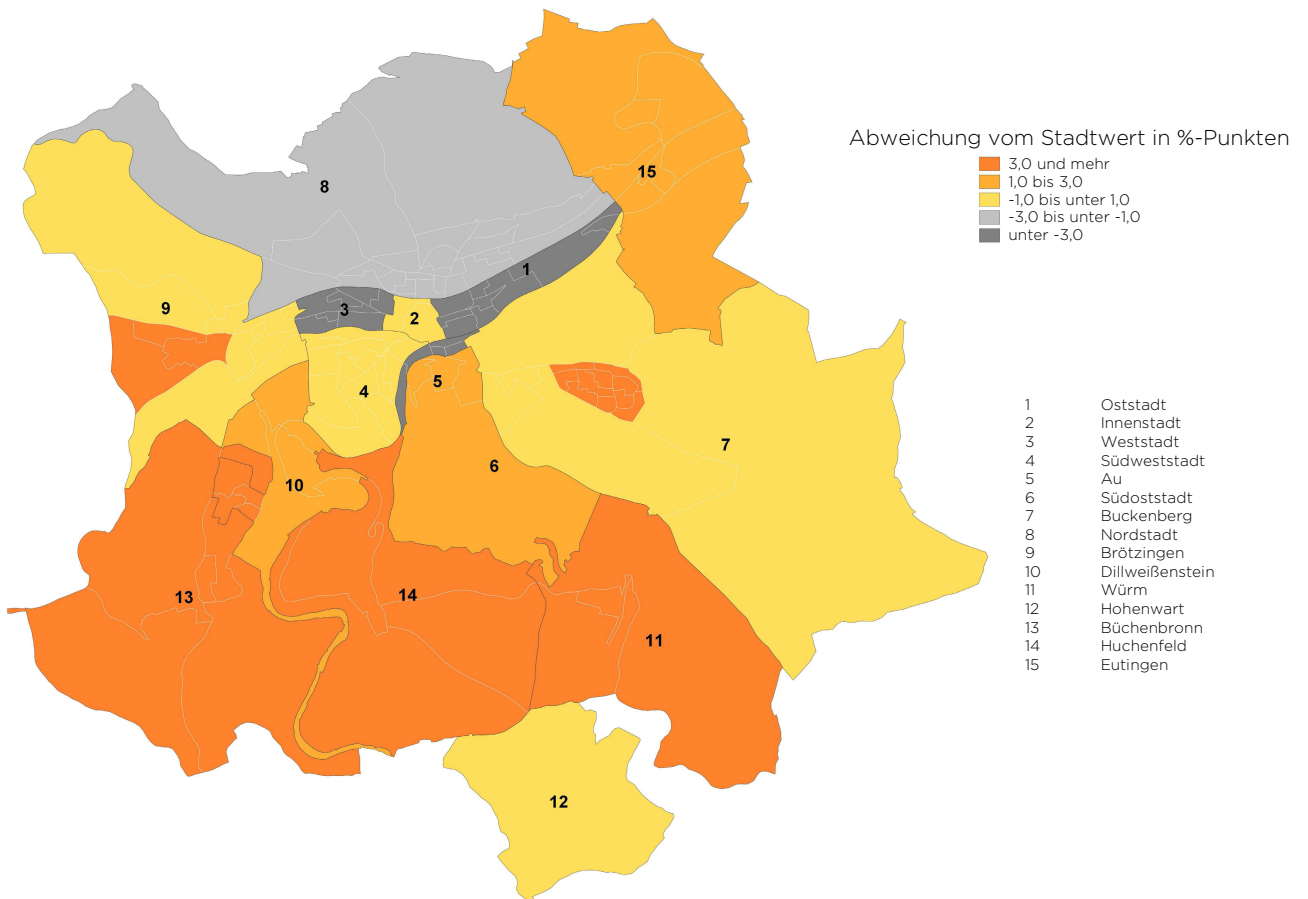 15
Abweichung vom Stadtwert in %-Punkten
3,0 und mehr
1,0 bis 3,0
-1,0 bis unter 1,0
-3,0 bis unter -1,0
unter -3,0
8
1
9
3
2
4
5
7
6
10
13
14
11
12
1 Oststadt
2 Innenstadt
3 Weststadt
4 Südweststadt
5 Au
6 Südoststadt
7 Buckenberg
8 Nordstadt
9 Brötzingen
10 Dillweißenstein
11 Würm
12 Hohenwart
13 Büchenbronn
14 Huchenfeld
15 Eutingen